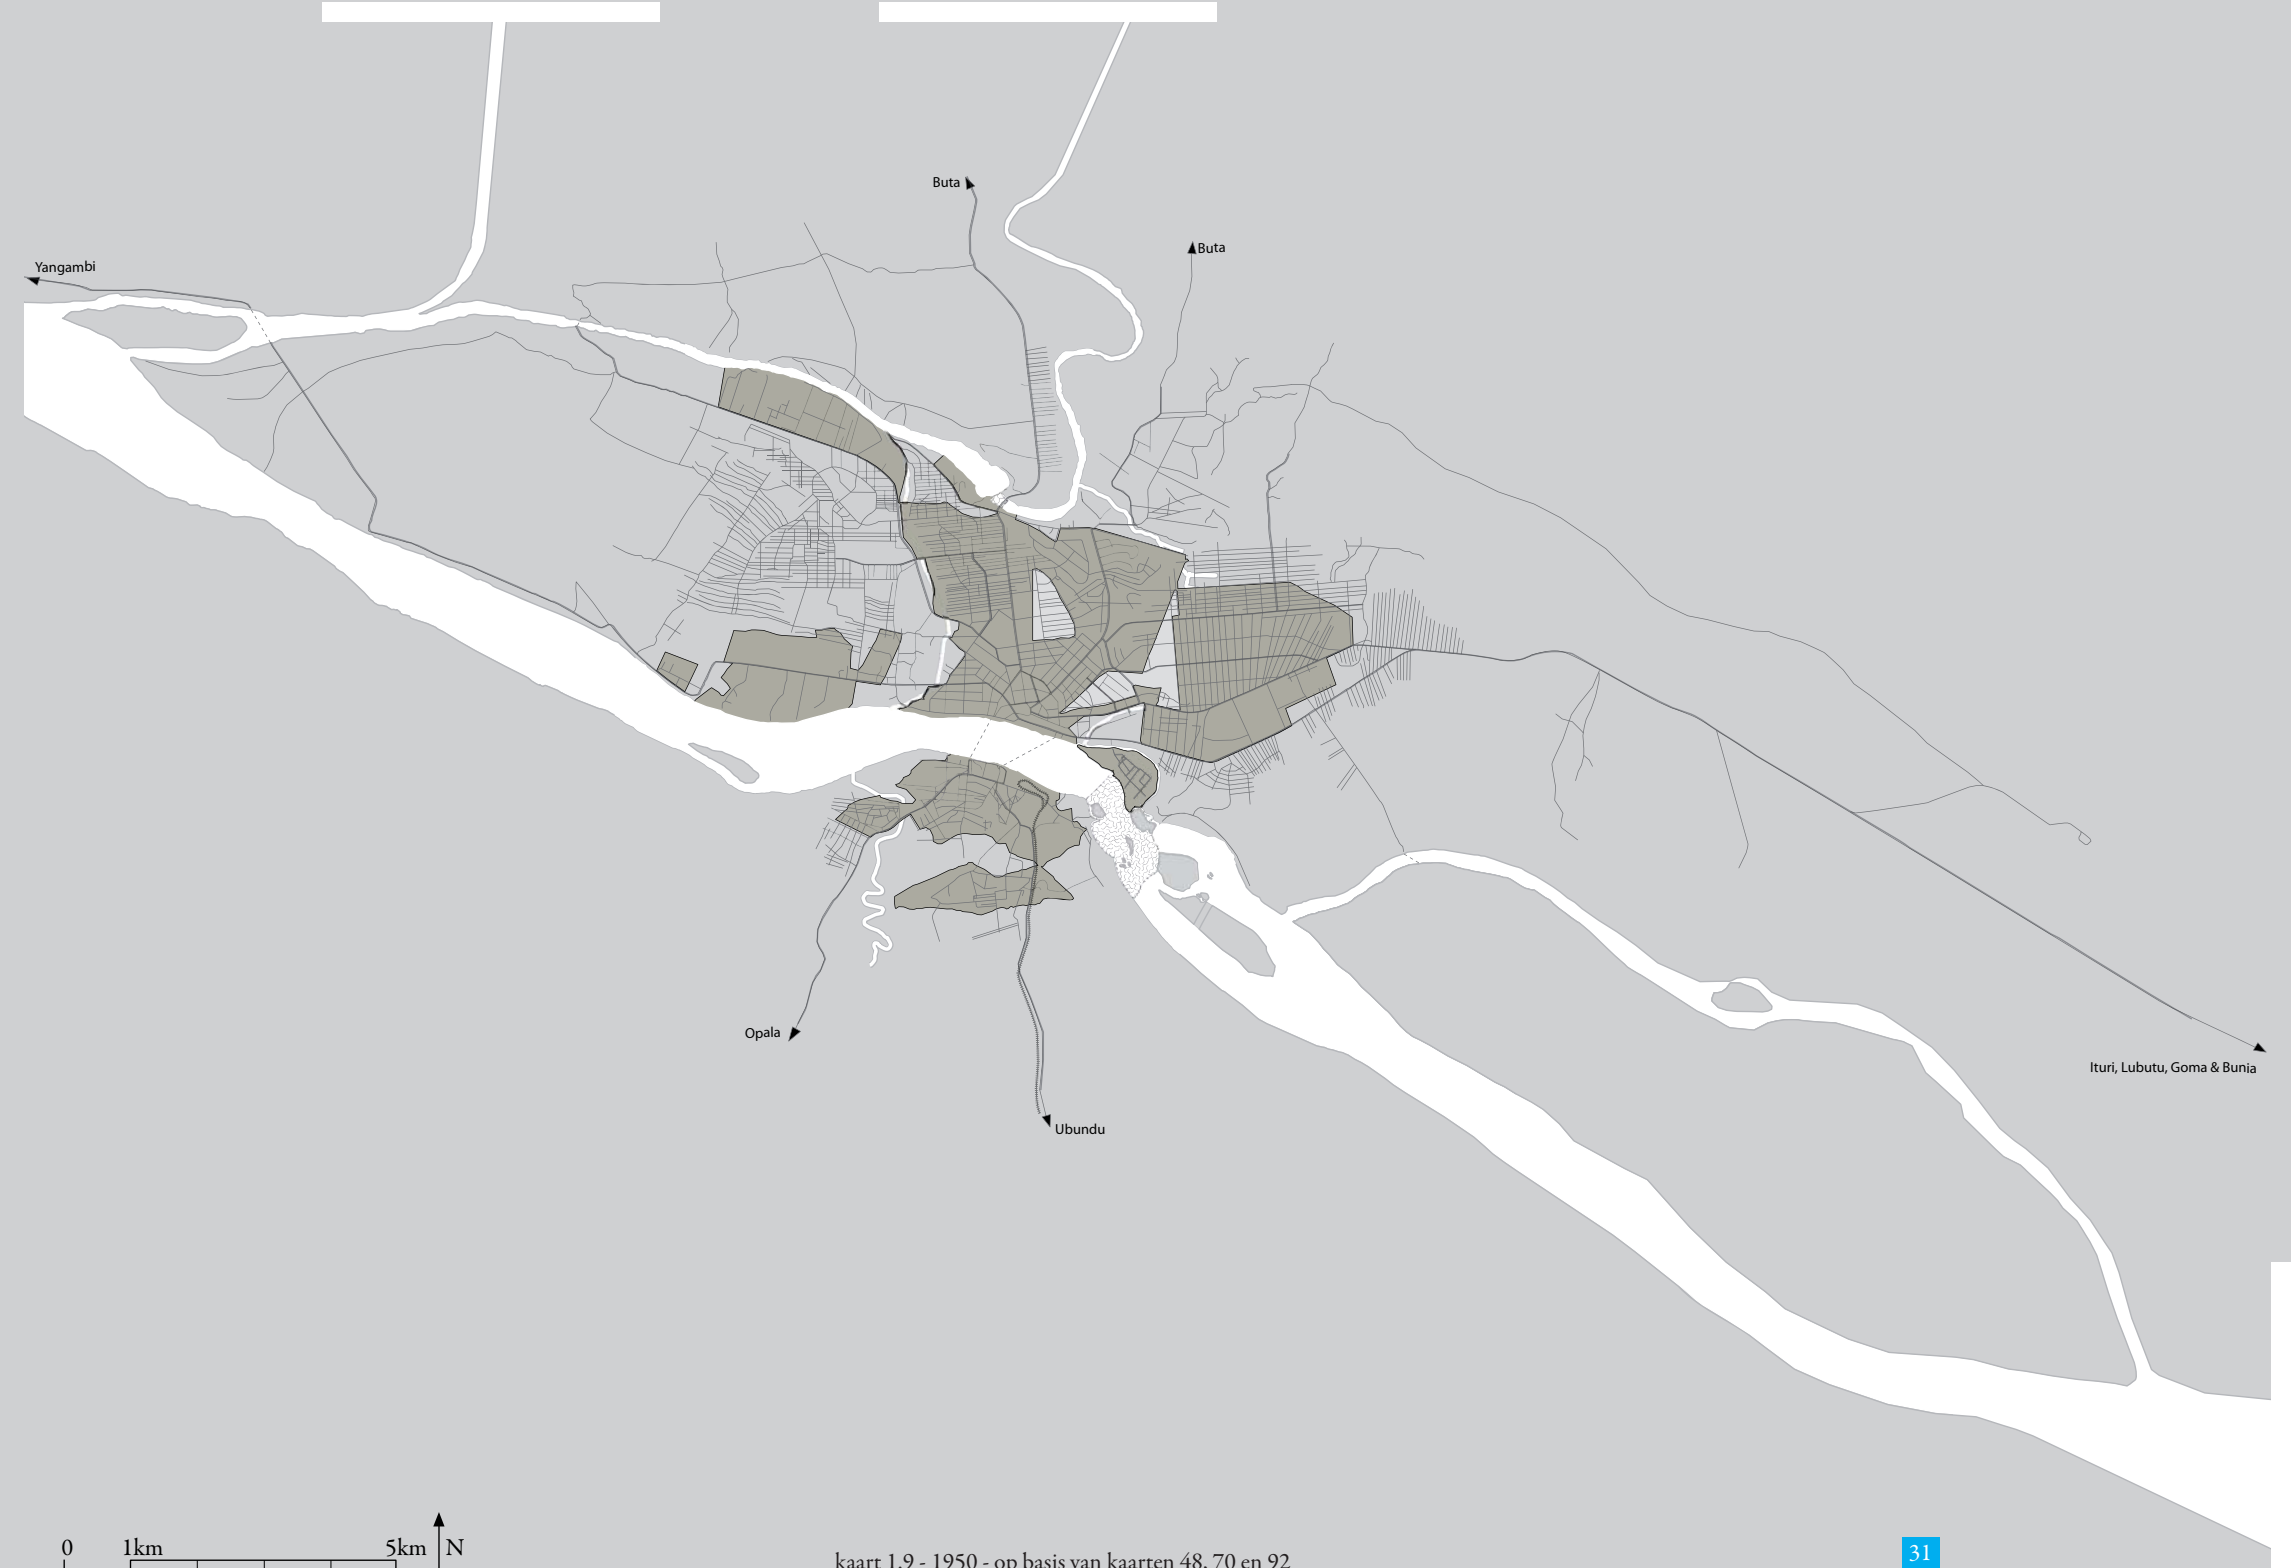 Buta
Buta
Yangambi
Opala
Ituri, Lubutu, Goma & Bunia
Ubundu
0 1km 5km N
kaart 1.9 - 1950 - op basis van kaarten 48, 70 en 92
31